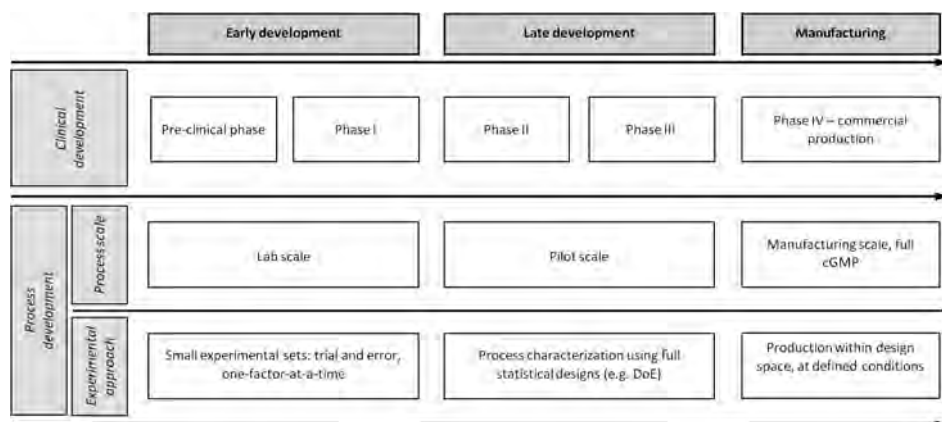 Early development
Late development
Manufacturing
Clinical
development
Pre-clinical phase
Phase I
Phase II
Phase III
Phase IV – commercial
production
Process
development
Process scale
Lab scale
Pilot scale
Manufacturing scale, full
cGMP
Experimental
approach
Small experimental sets: trial and error,
one-factor-at-a-time
Process characterization using full
statistical designs (e.g. DoE)
Production within design
space, at defined conditions